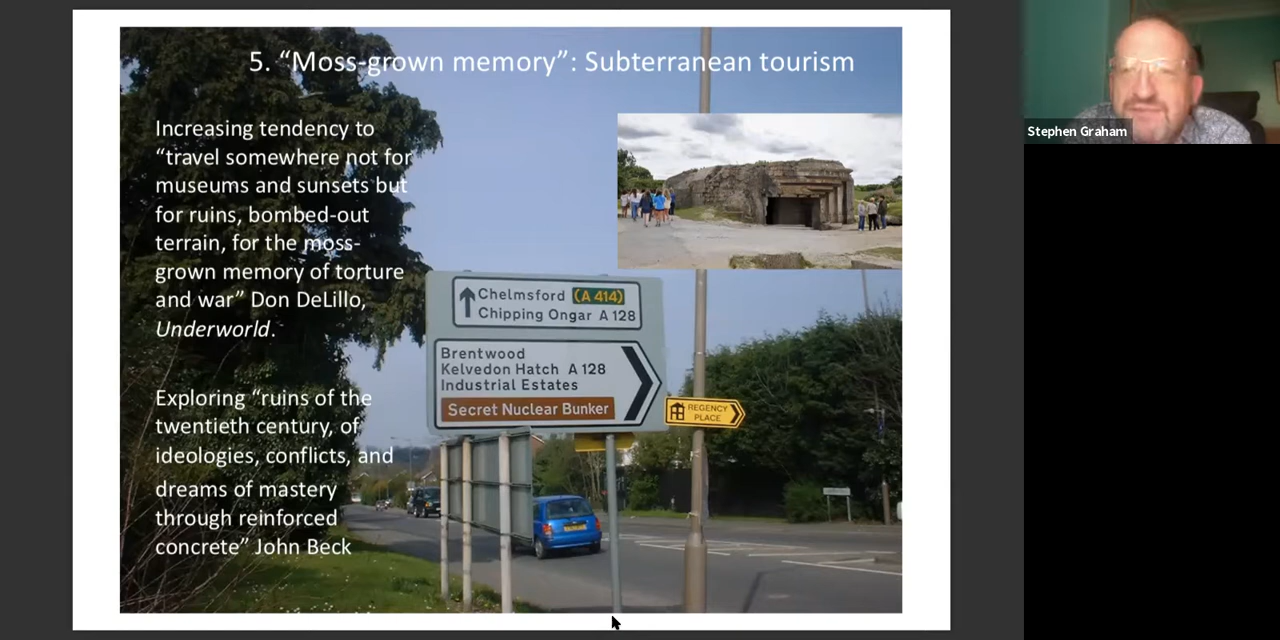 5. “Moss-grown memory”: Subterranean tourism
Increasing tendency to
“travel somewhere not for
museums and sunsets but
for ruins, bombed-out
terrain, for the moss-
grown memory of torture
and war” Don DeLillo,
Underworld.
Exploring “ruins of the
twentieth century, of
ideologies, conflicts, and
dreams of mastery
through reinforced
concrete” John Beck
Chelmsford (A 414)
Chipping Ongar A 128
Brentwood
Kelvedon Hatch A 128
Industrial Estates
Secret Nuclear Bunker
REGENCY
PLACE
Stephen Graham